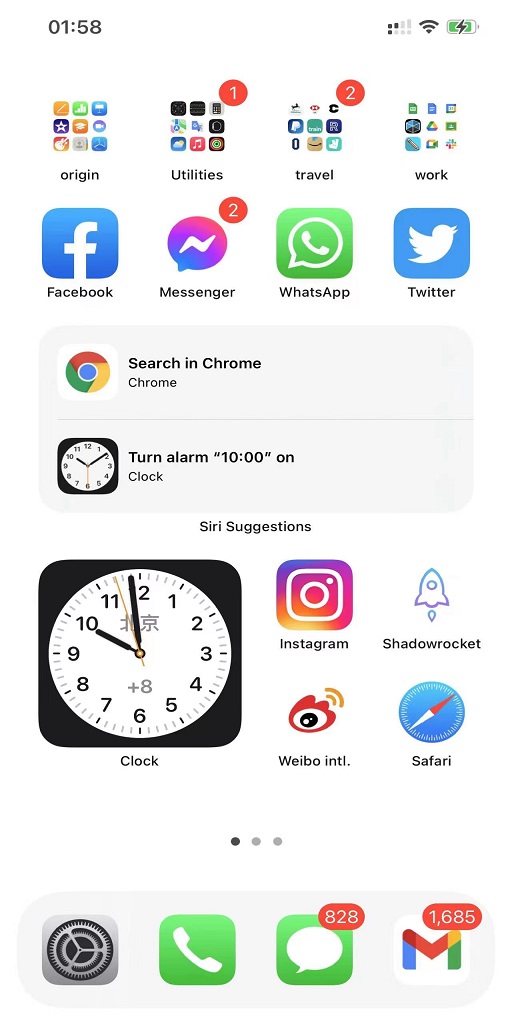 01:58
1
2
origin
Utilities
travel
work
2
Facebook
Messenger
WhatsApp
Twitter
Search in Chrome
Chrome
Turn alarm “10:00” on
Clock
Siri Suggestions
12
11
1
北京
10
2
9
3
8
+8
4
7
5
6
Clock
Instagram
Shadowrocket
Weibo intl.
Safari
828
1,685